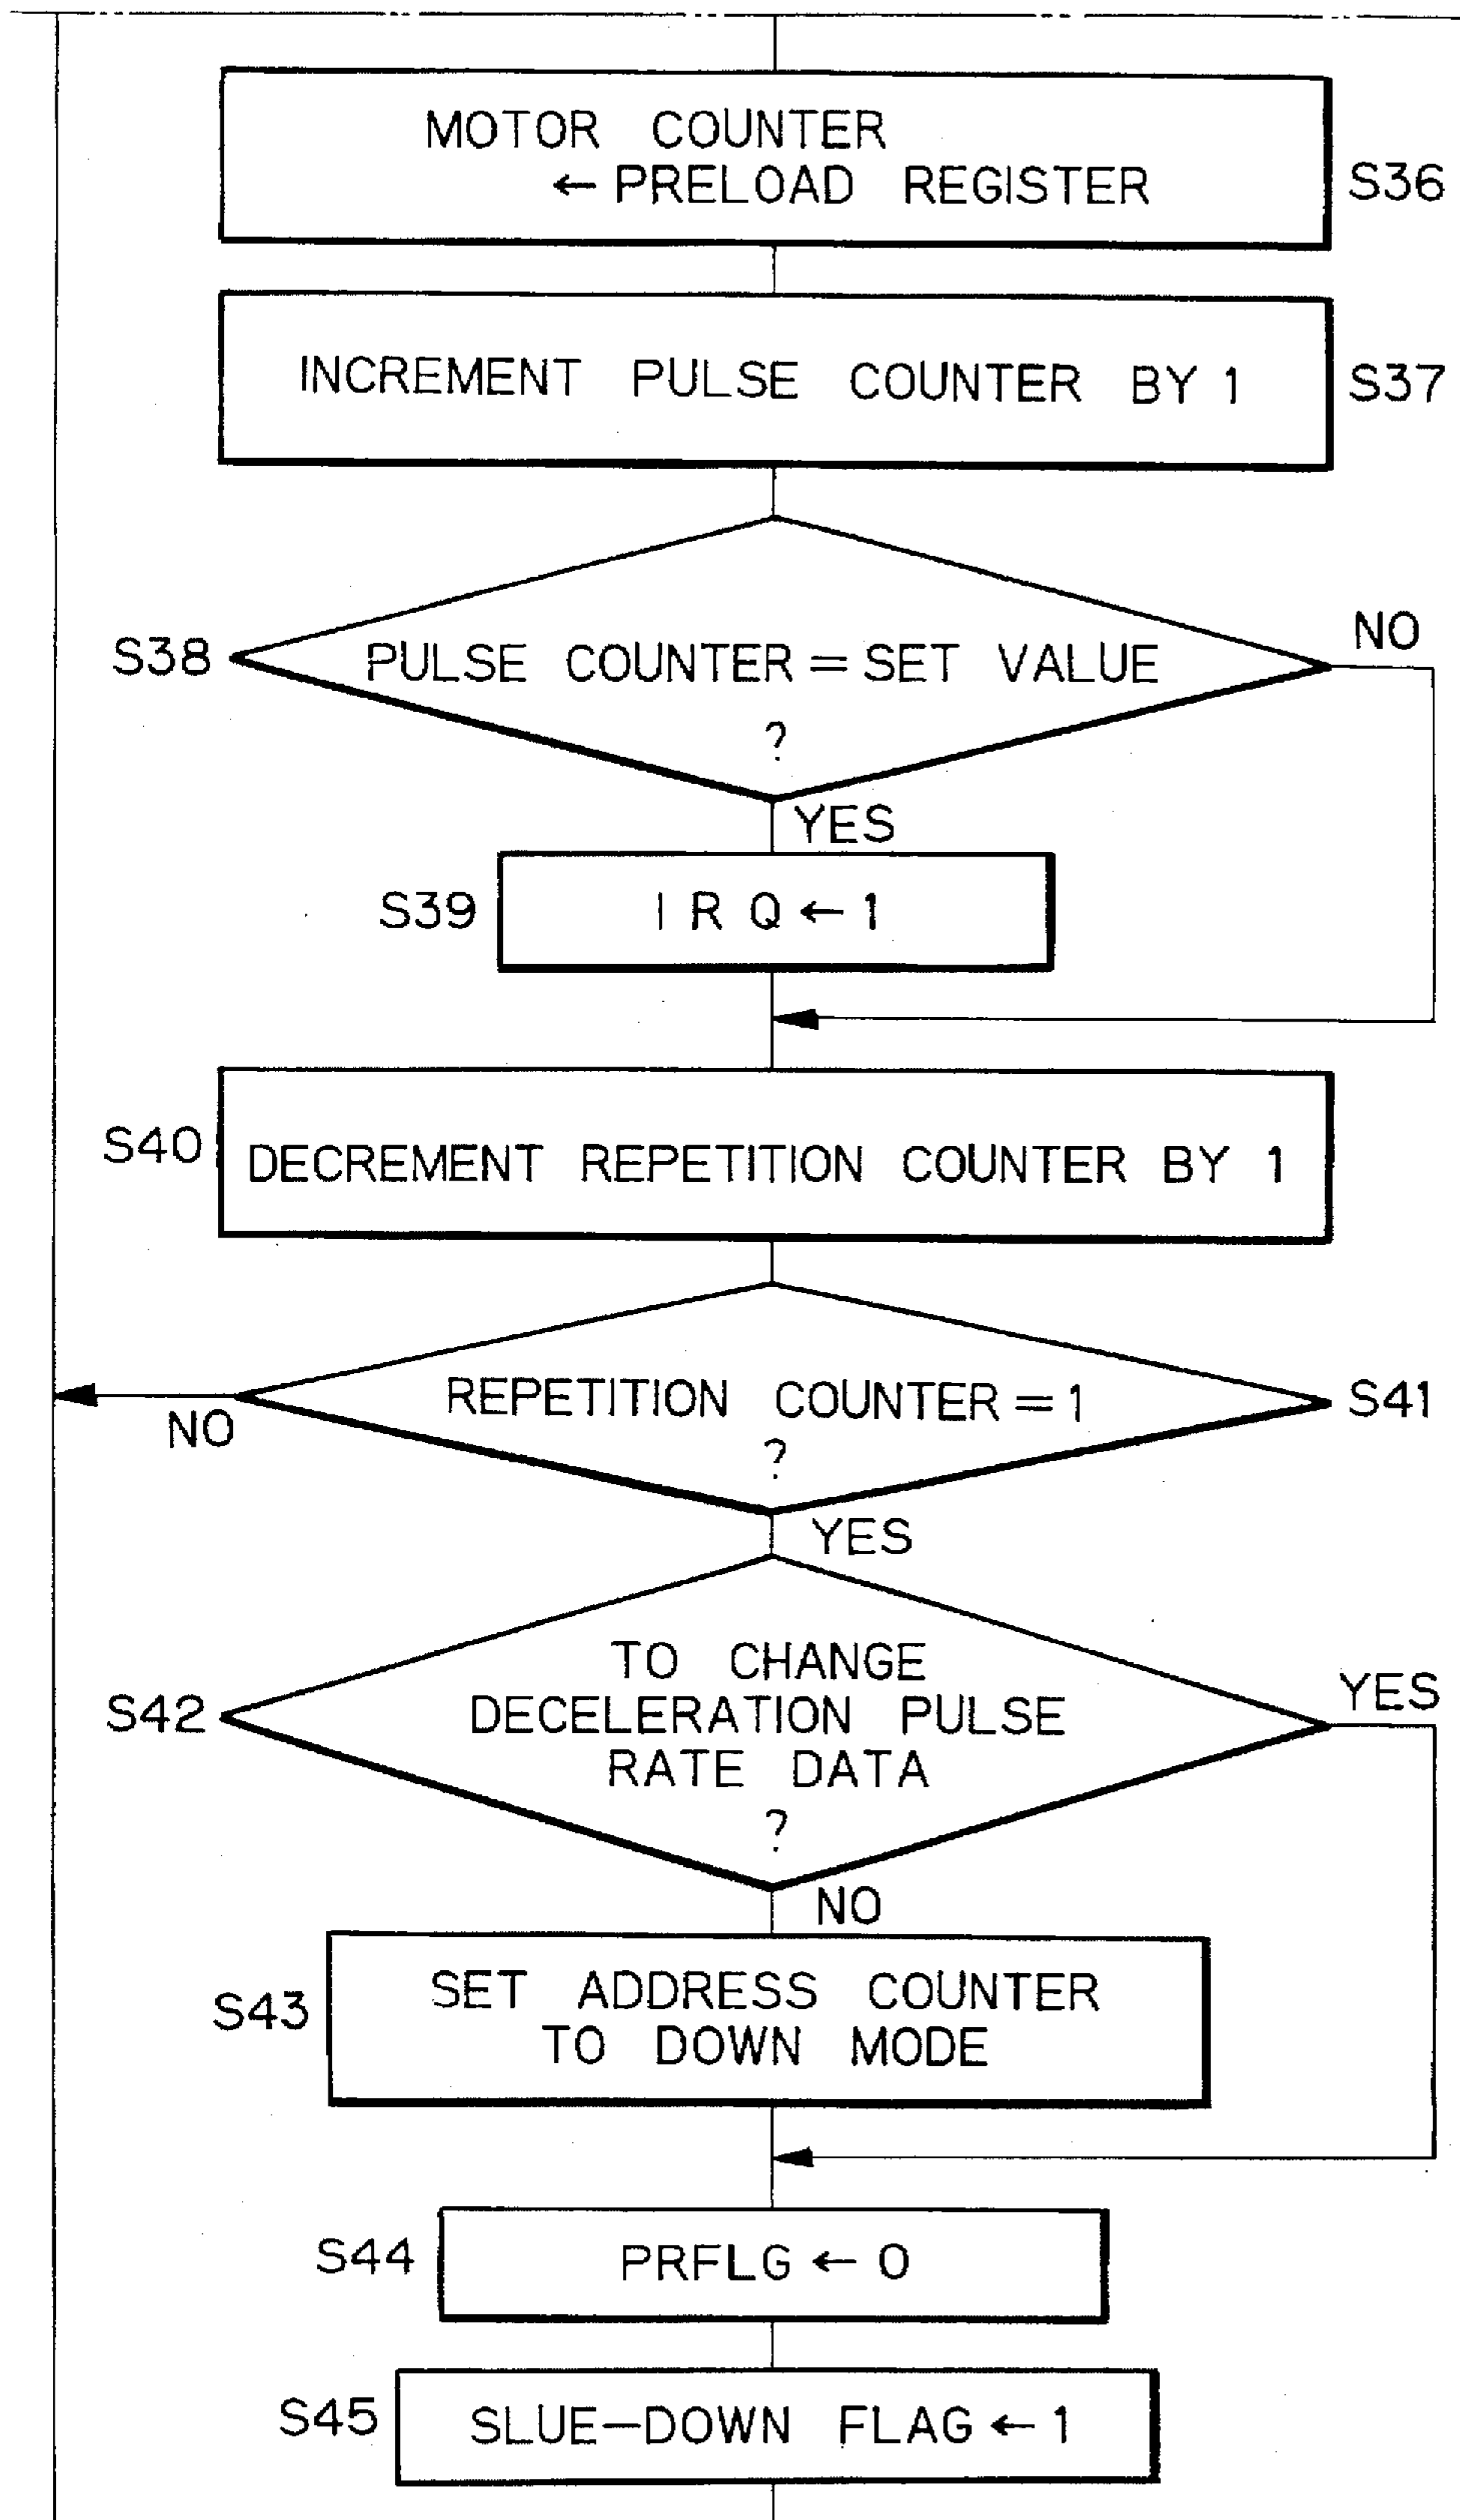 MOTOR COUNTER
← PRELOAD REGISTER
S36
INCREMENT PULSE COUNTER BY 1
S37
S38
PULSE COUNTER = SET VALUE
?
NO
YES
S39
IRQ ← 1
S40
DECREMENT REPETITION COUNTER BY 1
REPETITION COUNTER = 1
?
S41
NO
YES
S42
TO CHANGE
DECELERATION PULSE
RATE DATA
?
YES
NO
S43
SET ADDRESS COUNTER
TO DOWN MODE
S44
PRFLG ← 0
S45
SLUE-DOWN FLAG ← 1